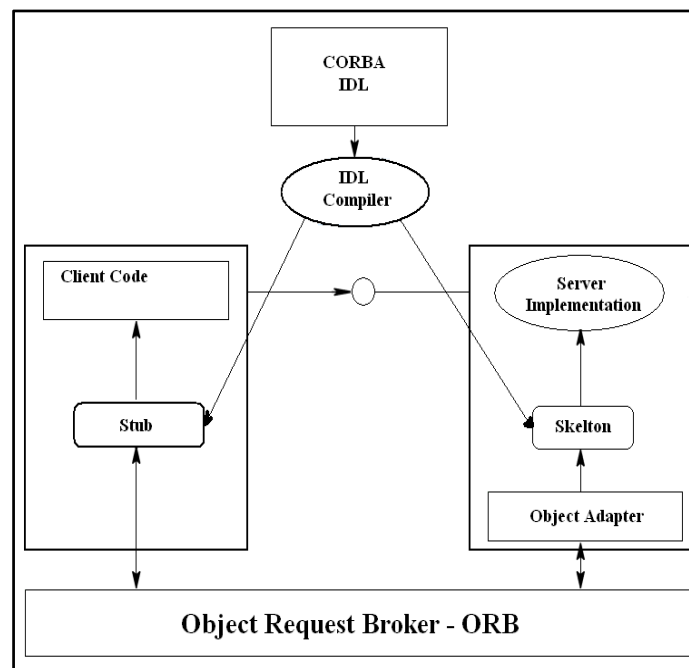 CORBA
IDL
IDL
Compiler
Client Code
Server
Implementation
Stub
Skelton
Object Adapter
Object Request Broker - ORB